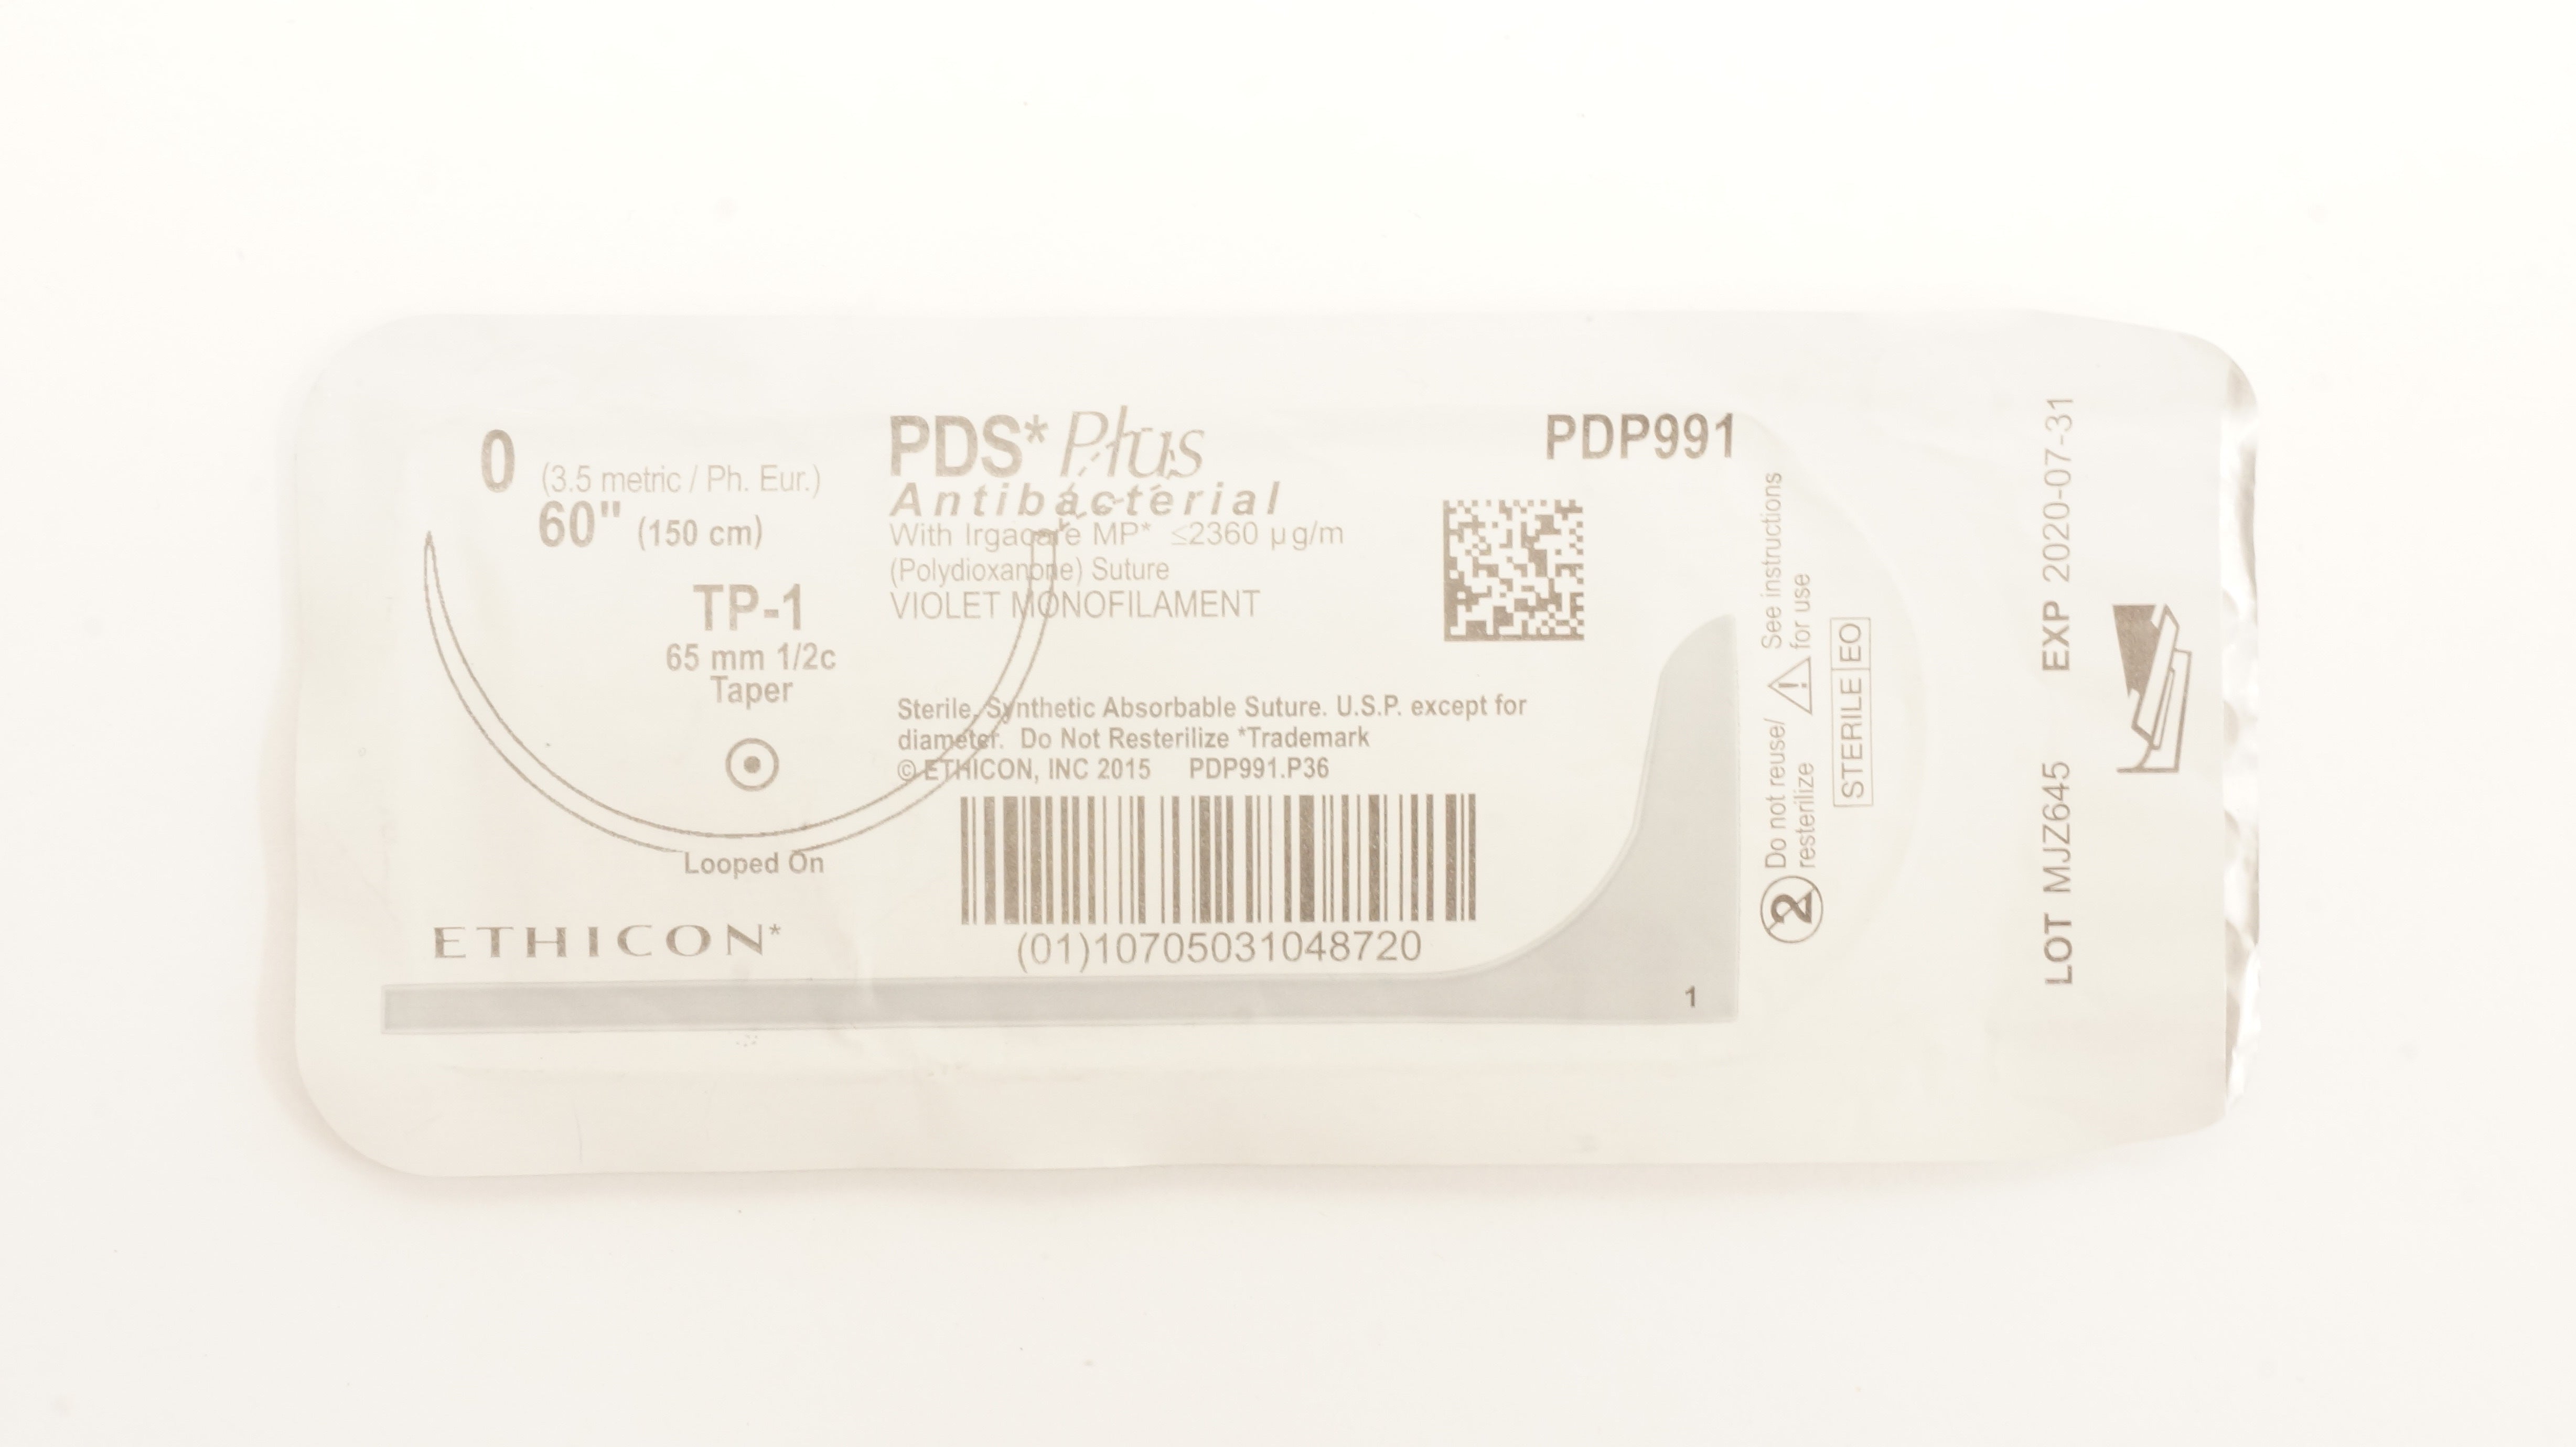 0 (3.5 metric / Ph. Eur.)
60" (150 cm)
TP-1
65 mm 1/2c
Taper
Looped On
ETHICON*
PDS* Plus
Antibacterial
With Irgacare MP* ≤2360 µg/m
(Polydioxanone) Suture
VIOLET MONOFILAMENT
PDP991
Sterile, Synthetic Absorbable Suture. U.S.P. except for
diameter. Do Not Resterilize *Trademark
© ETHICON, INC 2015 PDP991.P36
(01)10705031048720
1
2 Do not reuse/
resterilize
See instructions
for use
STERILE EO
LOT MJZ645 EXP 2020-07-31